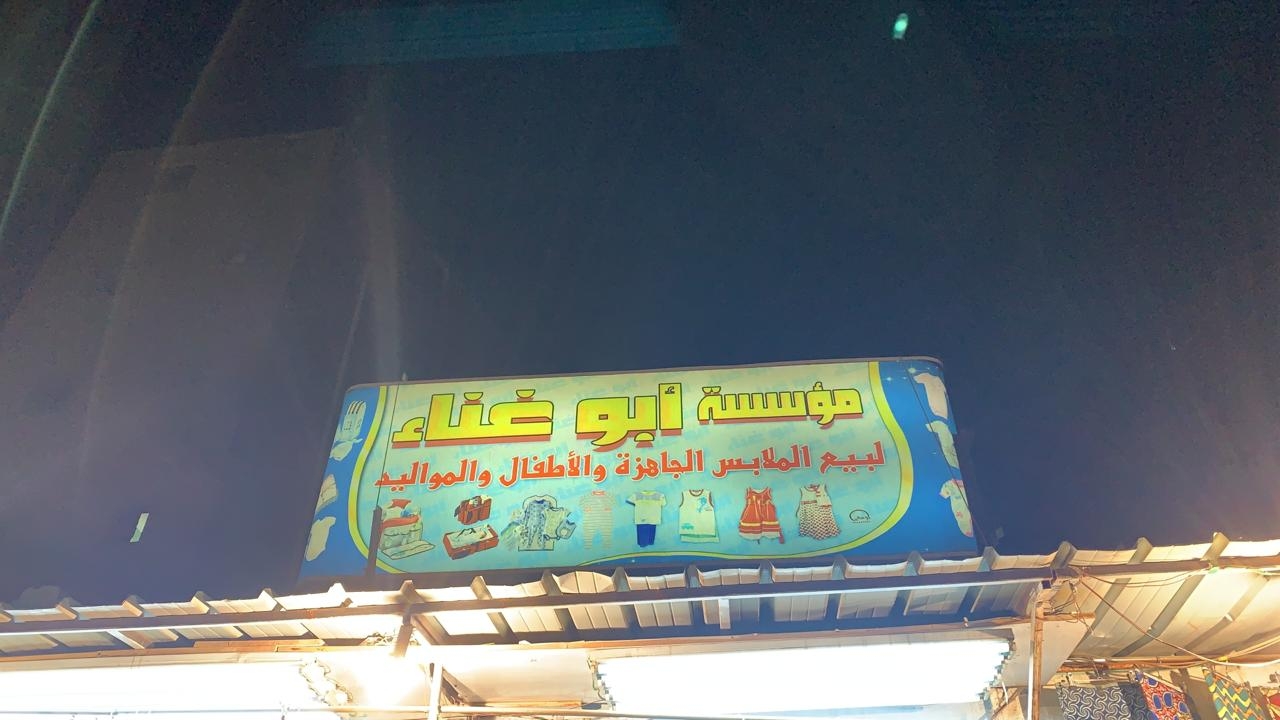 مؤسسة أبو غناء
لبيع الملابس الجاهزة والأطفال والمواليد